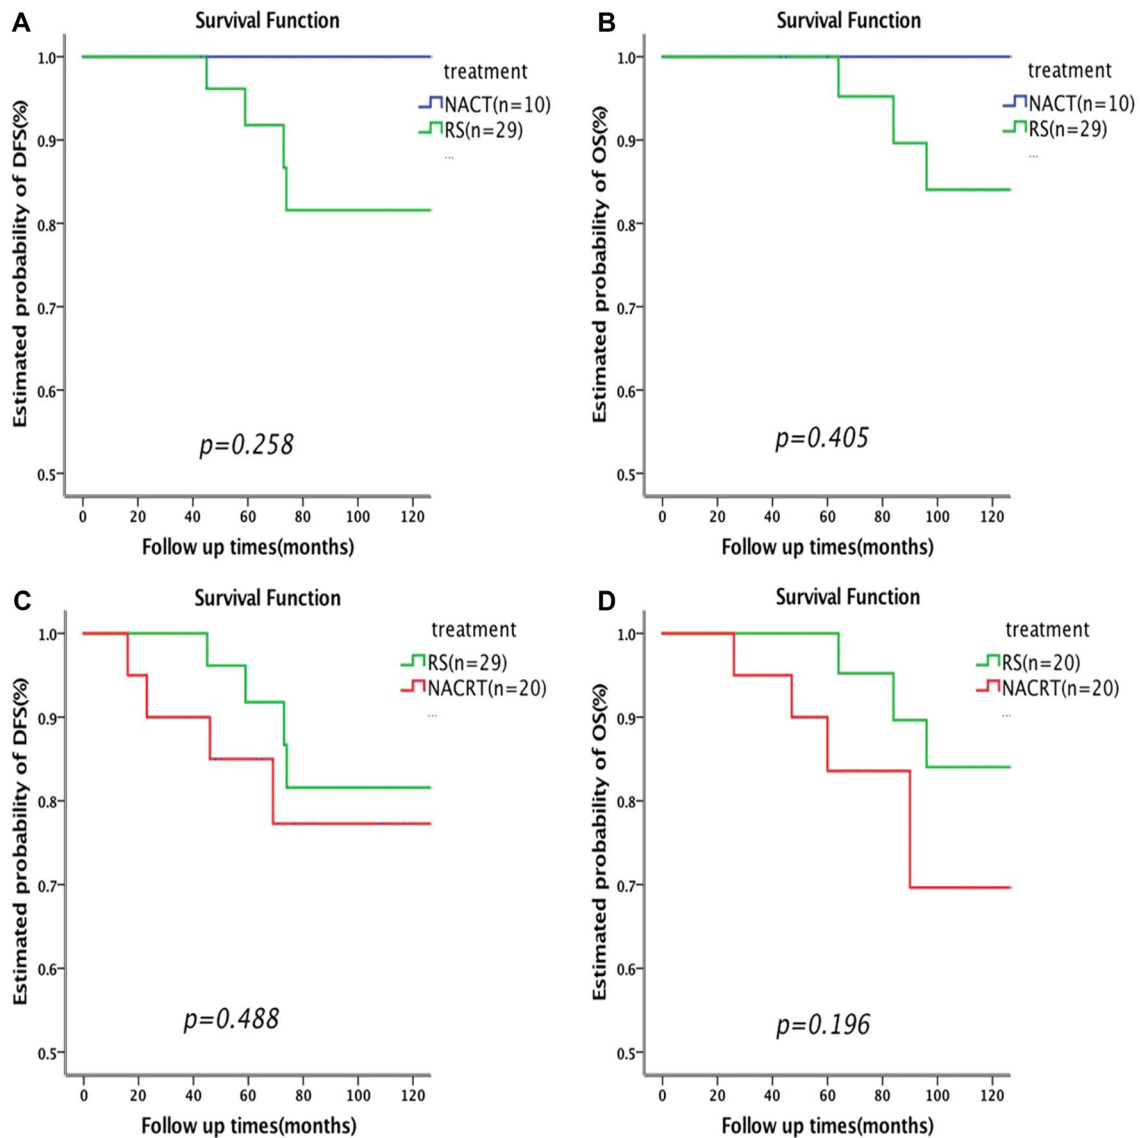 A
Survival Function
Estimated probability of DFS(%)
1.0
0.9
0.8
0.7
0.6
0.5
0 20 40 60 80 100 120
Follow up times(months)
treatment
NACT(n=10)
RS(n=29)
...
p=0.258
B
Survival Function
Estimated probability of OS(%)
1.0
0.9
0.8
0.7
0.6
0.5
0 20 40 60 80 100 120
Follow up times(months)
treatment
NACT(n=10)
RS(n=29)
...
p=0.405
C
Survival Function
Estimated probability of DFS(%)
1.0
0.9
0.8
0.7
0.6
0.5
0 20 40 60 80 100 120
Follow up times(months)
treatment
RS(n=29)
NACRT(n=20)
...
p=0.488
D
Survival Function
Estimated probability of OS(%)
1.0
0.9
0.8
0.7
0.6
0.5
0 20 40 60 80 100 120
Follow up times(months)
treatment
RS(n=20)
NACRT(n=20)
...
p=0.196